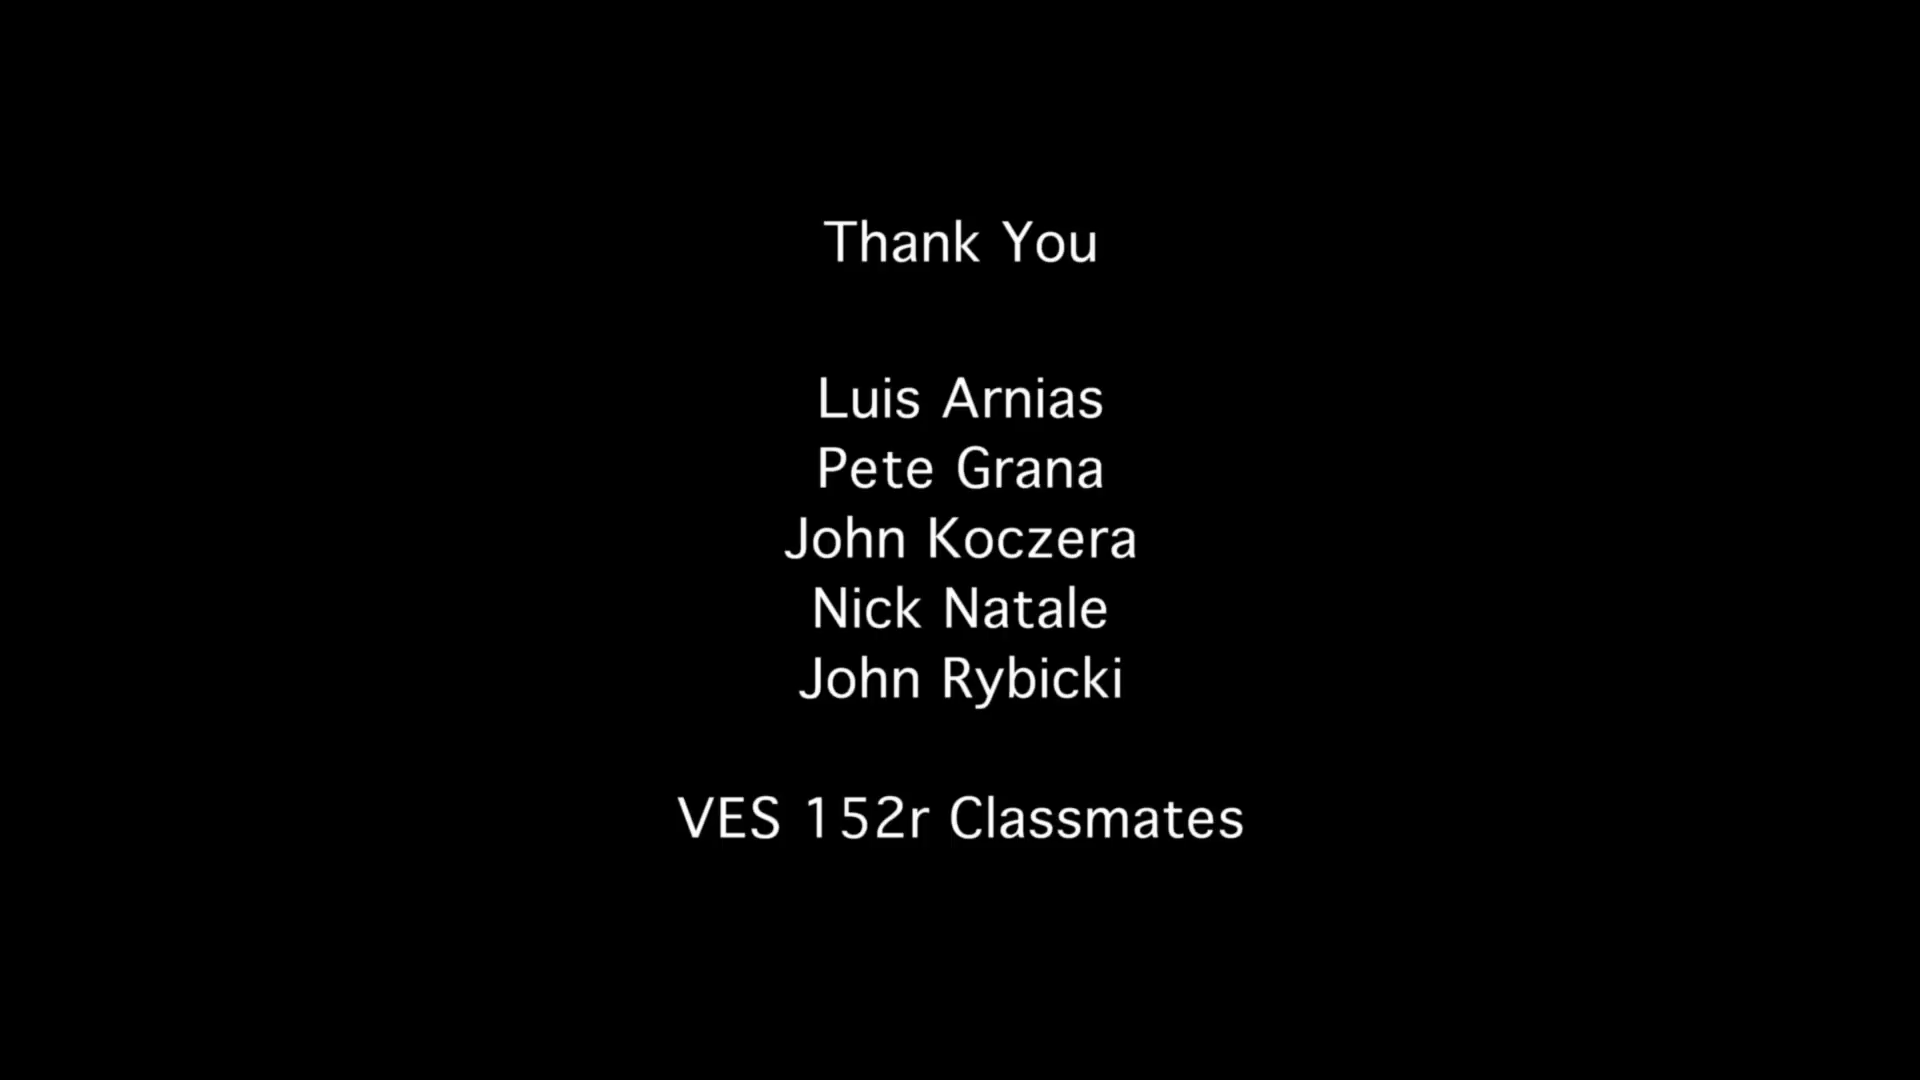 Thank You
Luis Arnias
Pete Grana
John Koczera
Nick Natale
John Rybicki
VES 152r Classmates